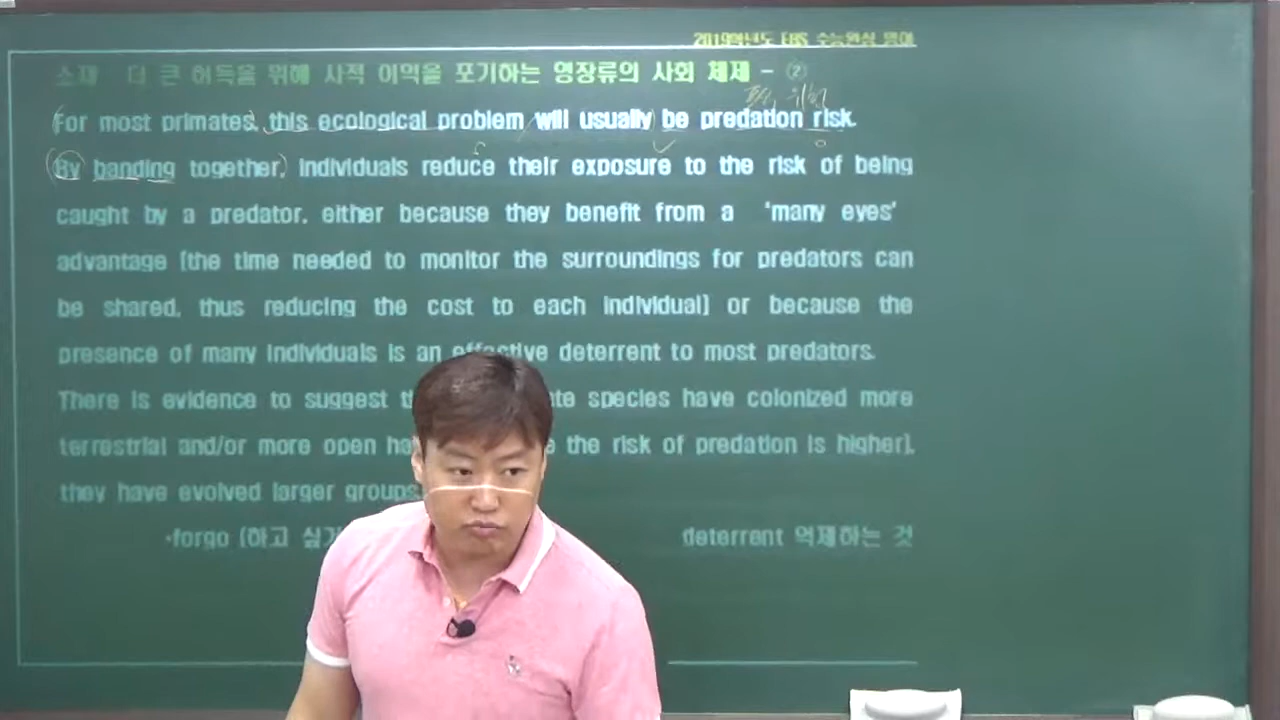 2019학년도 EBS 수능완성 영어
소재 더 큰 허득을 위해 사적 이익을 포기하는 영장류의 사회 체제 - ②
위험
For most primates, this ecological problem will usually be predation risk.
By banding together, individuals reduce their exposure to the risk of being
caught by a predator, either because they benefit from a 'many eyes'
advantage [the time needed to monitor the surroundings for predators can
be shared, thus reducing the cost to each individual] or because the
presence of many individuals is an effective deterrent to most predators.
There is evidence to suggest species have colonized more
terrestrial and/or more open the risk of predation is higher],
they have evolved larger groups
·forgo [하고 deterrent 억제하는 것